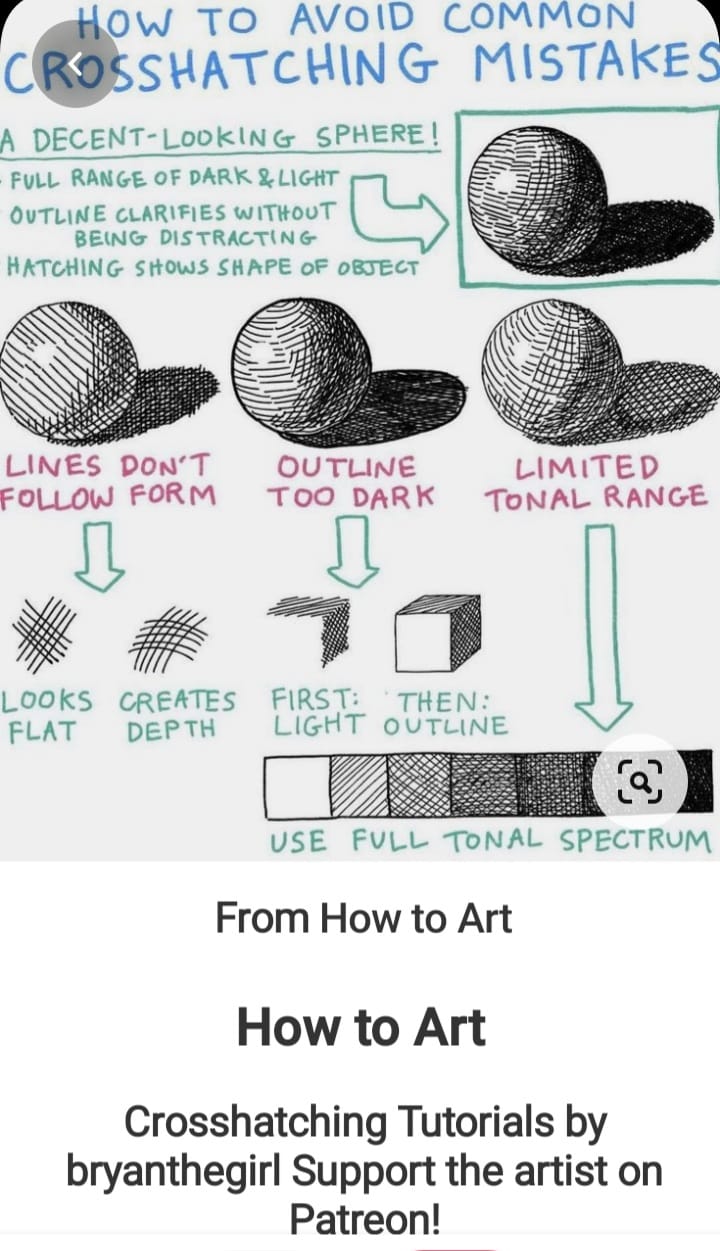 HOW TO AVOID COMMON
CROSSHATCHING MISTAKES
A DECENT-LOOKING SPHERE!
- FULL RANGE OF DARK & LIGHT
OUTLINE CLARIFIES WITHOUT
BEING DISTRACTING
HATCHING SHOWS SHAPE OF OBJECT
LINES DON'T
FOLLOW FORM
OUTLINE
TOO DARK
LIMITED
TONAL RANGE
LOOKS
FLAT
CREATES
DEPTH
FIRST:
LIGHT
THEN:
OUTLINE
USE FULL TONAL SPECTRUM
From How to Art
How to Art
Crosshatching Tutorials by
bryanthegirl Support the artist on
Patreon!